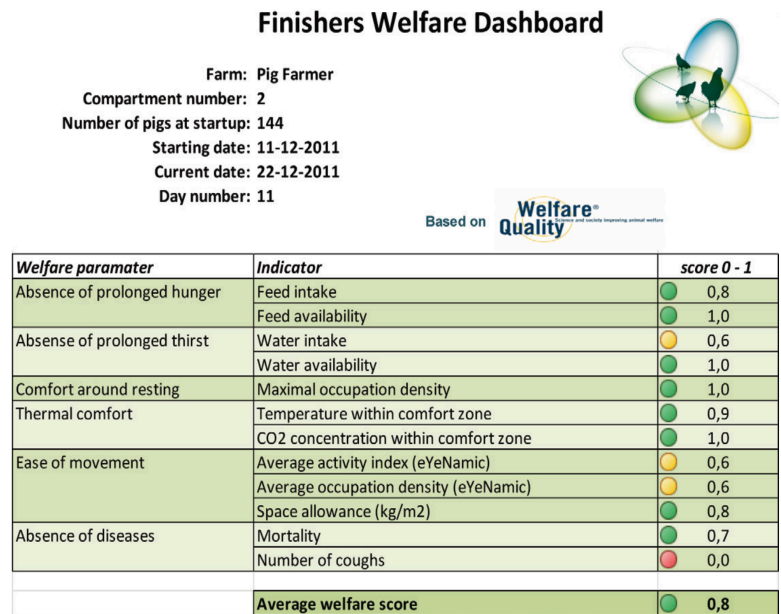 Finishers Welfare Dashboard
Farm: Pig Farmer
Compartment number: 2
Number of pigs at startup: 144
Starting date: 11-12-2011
Current date: 22-12-2011
Day number: 11
Based on Welfare Quality®
Science and society improving animal welfare
Welfare paramater Indicator score 0 - 1
Absence of prolonged hunger Feed intake 0,8
Feed availability 1,0
Absense of prolonged thirst Water intake 0,6
Water availability 1,0
Comfort around resting Maximal occupation density 1,0
Thermal comfort Temperature within comfort zone 0,9
CO2 concentration within comfort zone 1,0
Ease of movement Average activity index (eYeNamic) 0,6
Average occupation density (eYeNamic) 0,6
Space allowance (kg/m2) 0,8
Absence of diseases Mortality 0,7
Number of coughs 0,0
Average welfare score 0,8